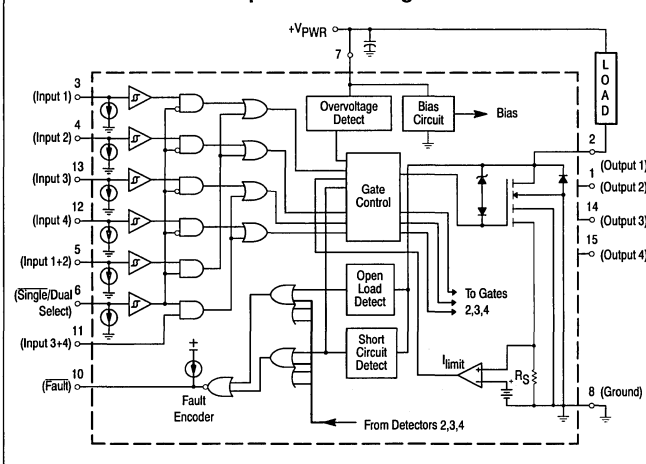 +VPWR
7
LOAD
3
(Input 1)
4
(Input 2)
13
(Input 3)
12
(Input 4)
5
(Input 1+2)
6
(Single/Dual
Select)
11
(Input 3+4)
10
(Fault)
Overvoltage
Detect
Bias
Circuit
Bias
Gate
Control
2
(Output 1)
1
(Output 2)
14
(Output 3)
15
(Output 4)
Open
Load
Detect
To Gates
2,3,4
Short
Circuit
Detect
Ilimit
+
RS
+
8 (Ground)
+
Fault
Encoder
From Detectors 2,3,4